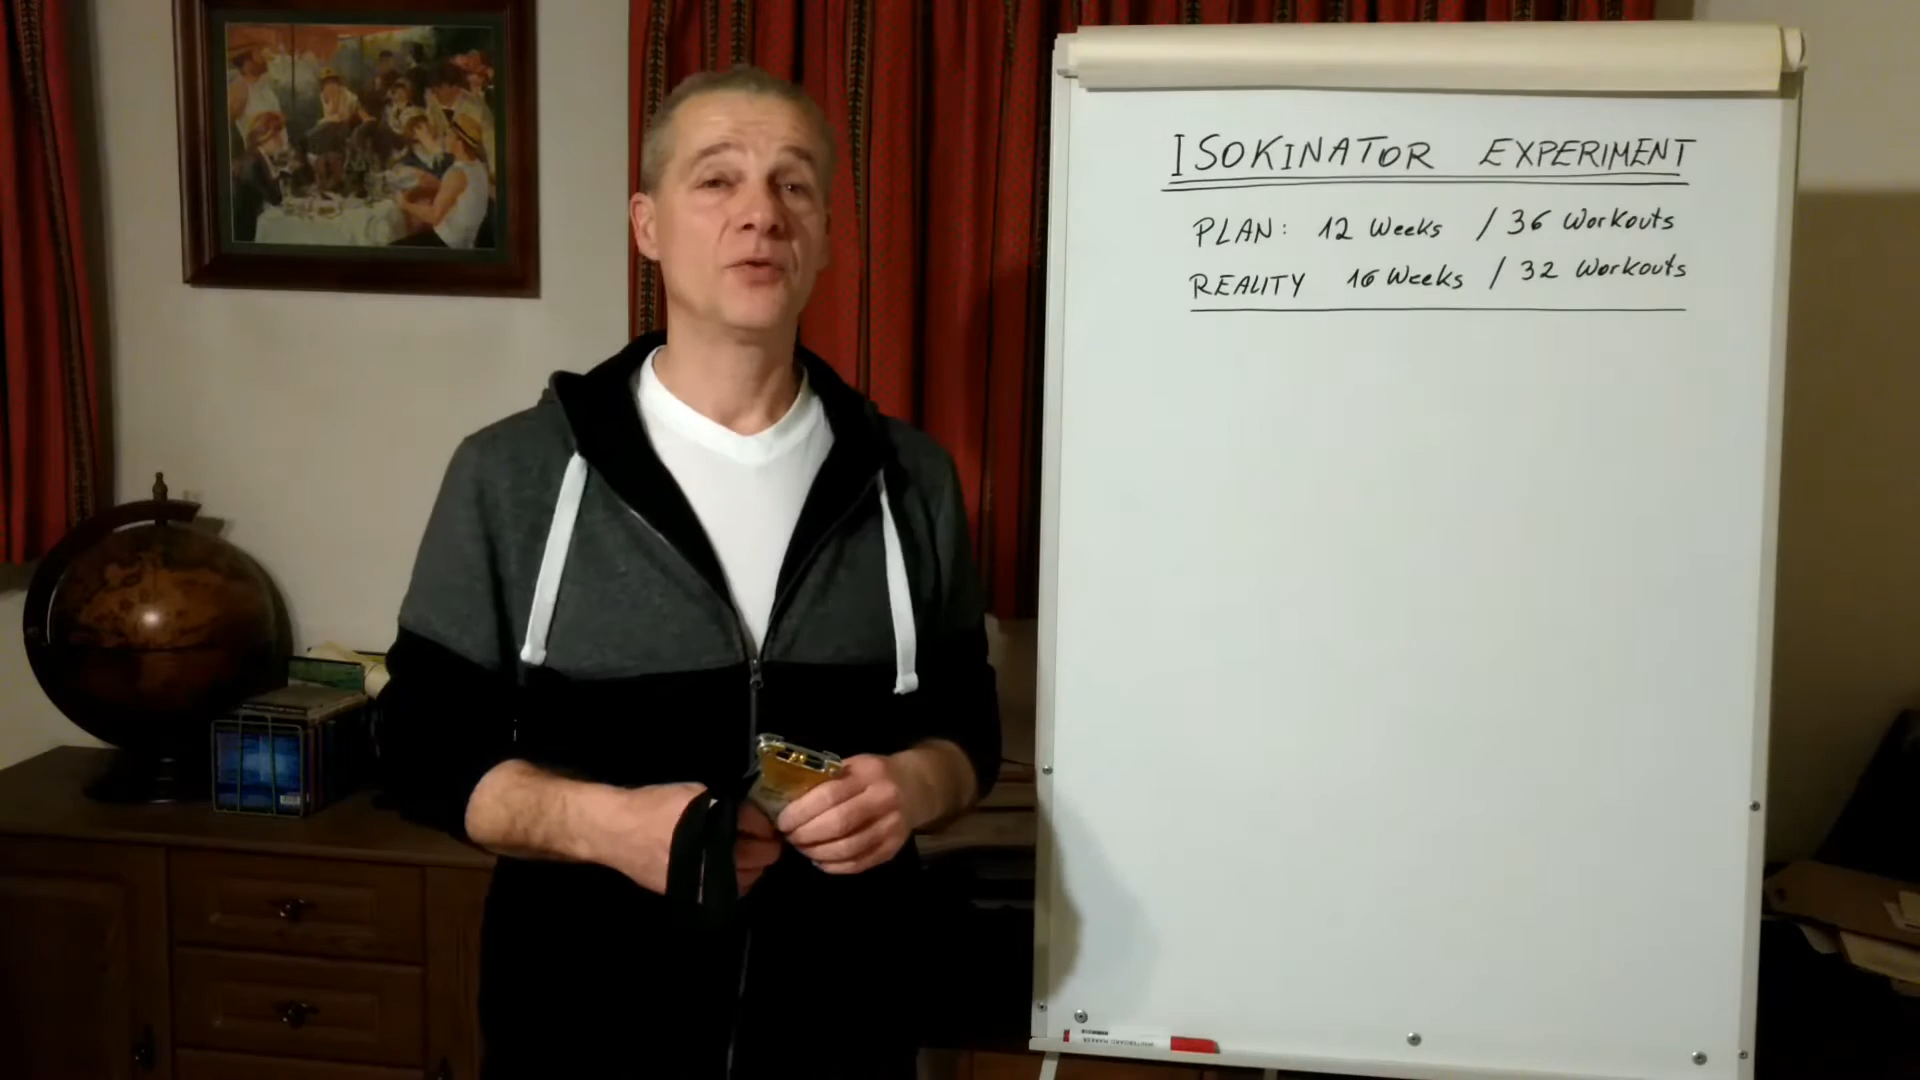 ISOKINATOR EXPERIMENT
PLAN: 12 Weeks / 36 Workouts
REALITY 16 Weeks / 32 Workouts